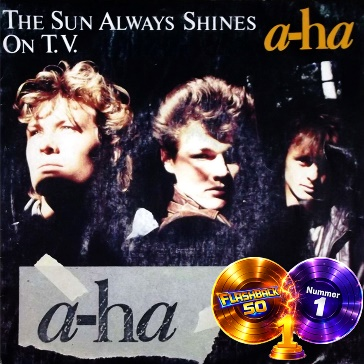 THE SUN ALWAYS SHINES
ON T.V.
a-ha
a-ha
FLASHBACK
50
1
Nummer
1